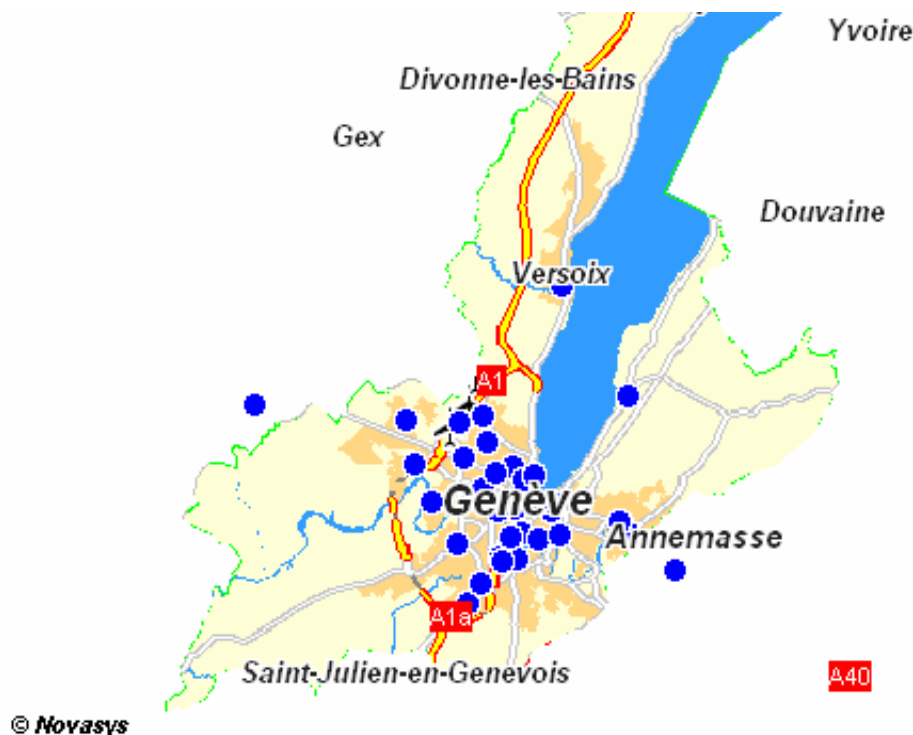 Yvoire
Divonne-les-Bains
Gex
Douvaine
Versoix
A1
Genève
Annemasse
A1a
Saint-Julien-en-Genevois
A40
© Novasys